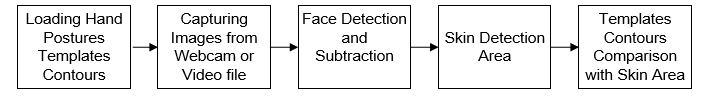 Loading Hand
Postures
Templates
Contours
Capturing
Images from
Webcam or
Video file
Face Detection
and
Subtraction
Skin Detection
Area
Templates
Contours
Comparison
with Skin Area